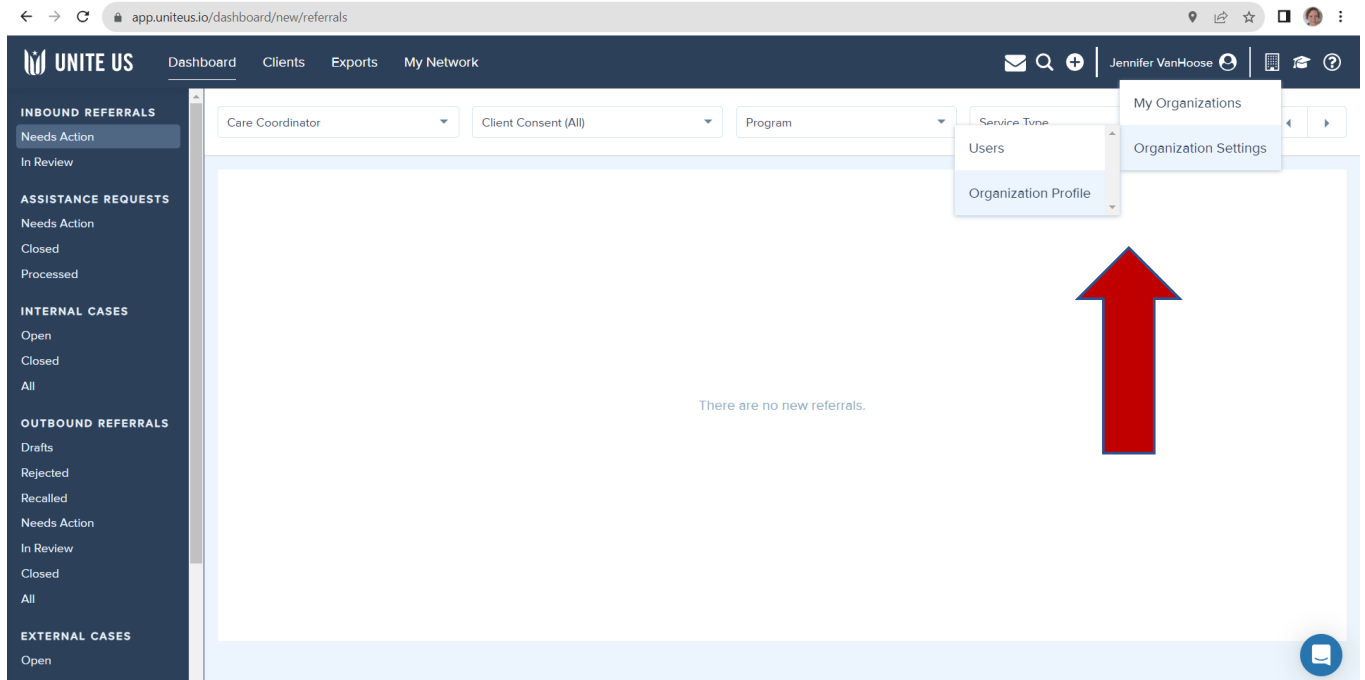 app.uniteus.io/dashboard/new/referrals
UNITE US Dashboard Clients Exports My Network Jennifer VanHoose
INBOUND REFERRALS
Needs Action
In Review
ASSISTANCE REQUESTS
Needs Action
Closed
Processed
INTERNAL CASES
Open
Closed
All
OUTBOUND REFERRALS
Drafts
Rejected
Recalled
Needs Action
In Review
Closed
All
EXTERNAL CASES
Open
Care Coordinator Client Consent (All) Program Service Type
My Organizations
Organization Settings
Users
Organization Profile
There are no new referrals.